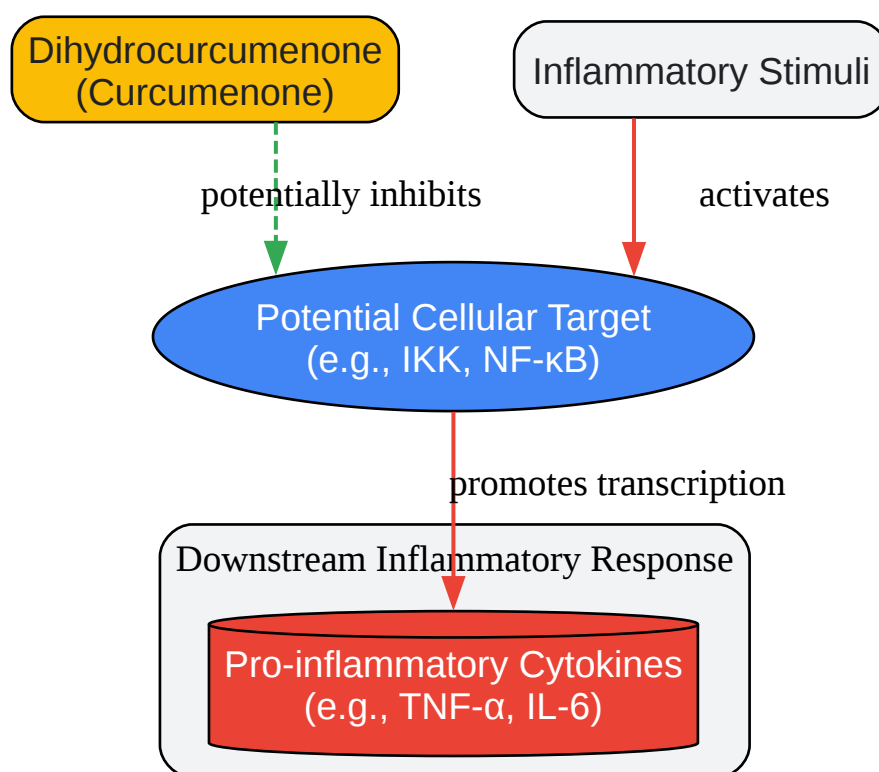 Dihydrocurcumenone
(Curcumenone)
Inflammatory Stimuli
potentially inhibits
activates
Potential Cellular Target
(e.g., IKK, NF-κB)
promotes transcription
Downstream Inflammatory Response
Pro-inflammatory Cytokines
(e.g., TNF-α, IL-6)